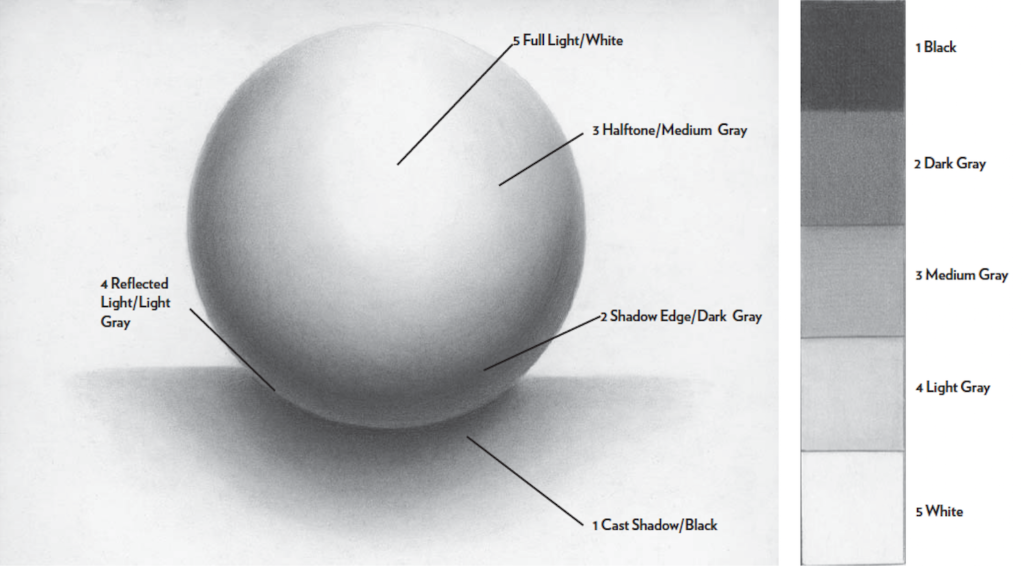 5 Full Light/White
3 Halftone/Medium Gray
4 Reflected
Light/Light
Gray
2 Shadow Edge/Dark Gray
1 Cast Shadow/Black
1 Black
2 Dark Gray
3 Medium Gray
4 Light Gray
5 White